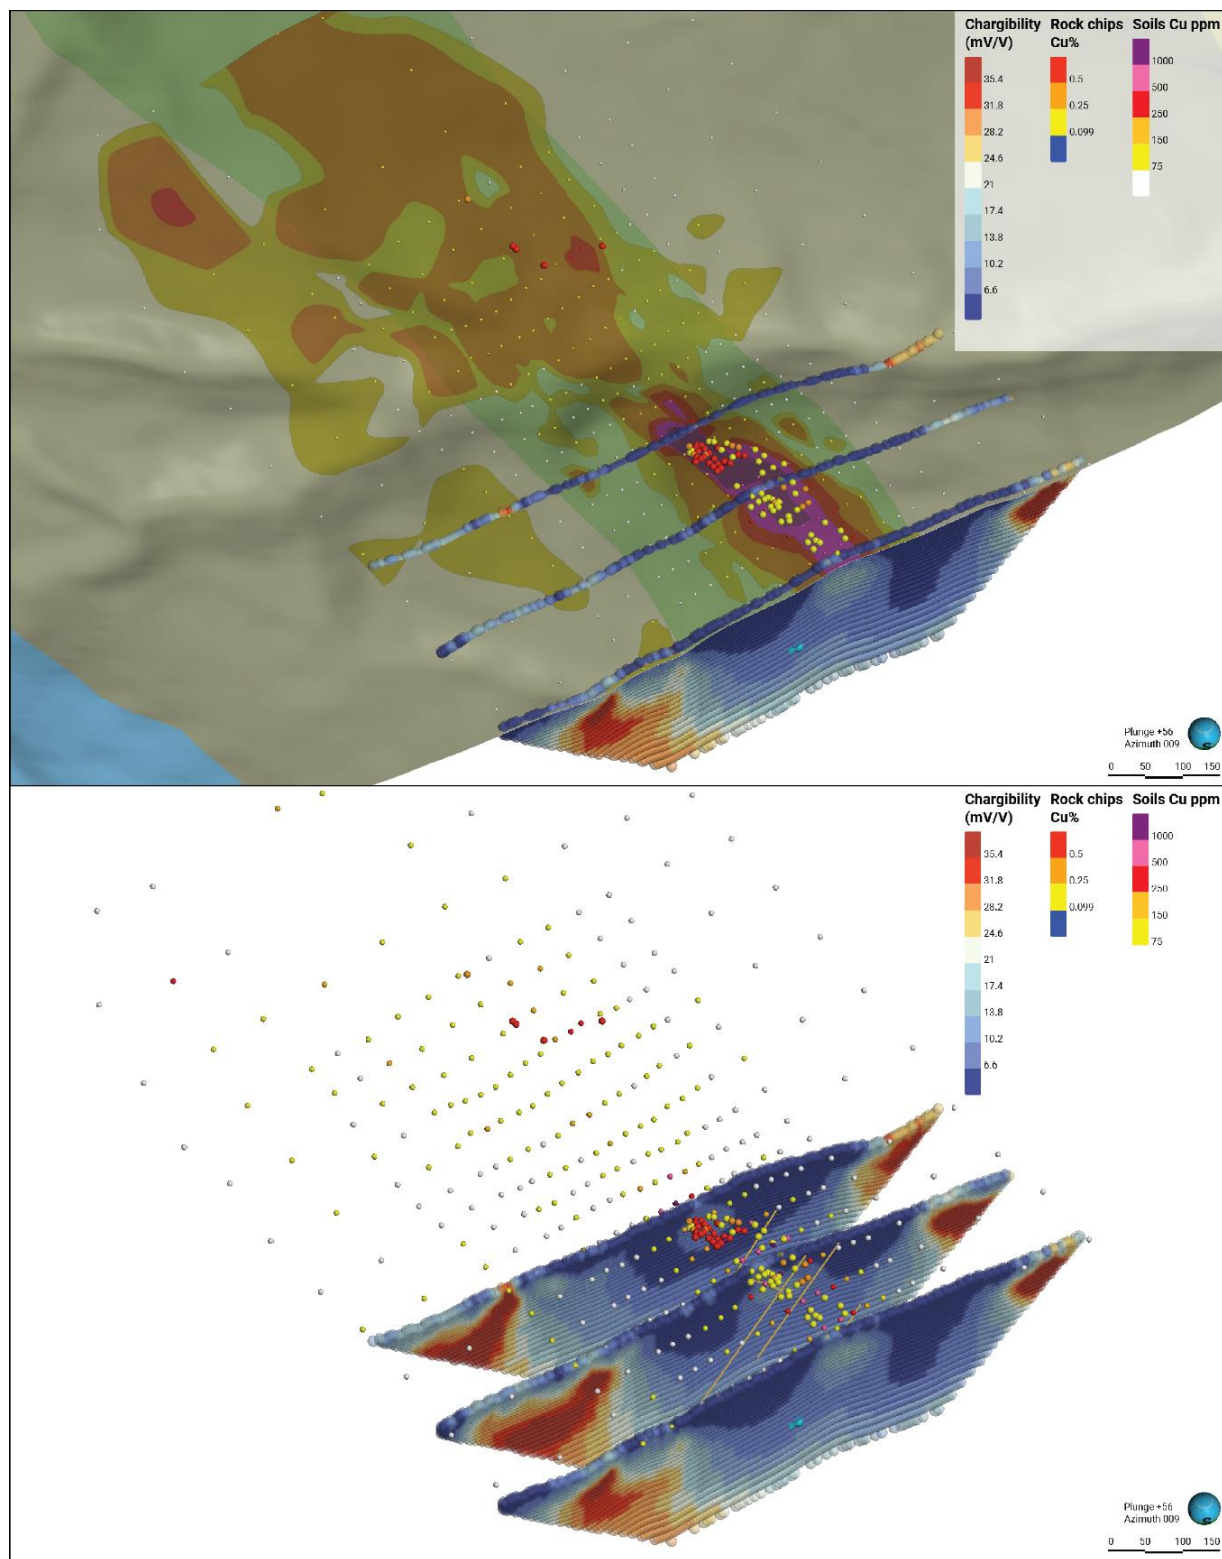 Chargibility Rock chips Soils Cu ppm
(mV/V) Cu%
35.4
31.8
28.2
24.6
21
17.4
13.8
10.2
6.6
0.5
0.25
0.099
1000
500
250
150
75
Plunge +56
Azimuth 009
S
0 50 100 150
Chargibility Rock chips Soils Cu ppm
(mV/V) Cu%
35.4
31.8
28.2
24.6
21
17.4
13.8
10.2
6.6
0.5
0.25
0.099
1000
500
250
150
75
Plunge +56
Azimuth 009
S
0 50 100 150